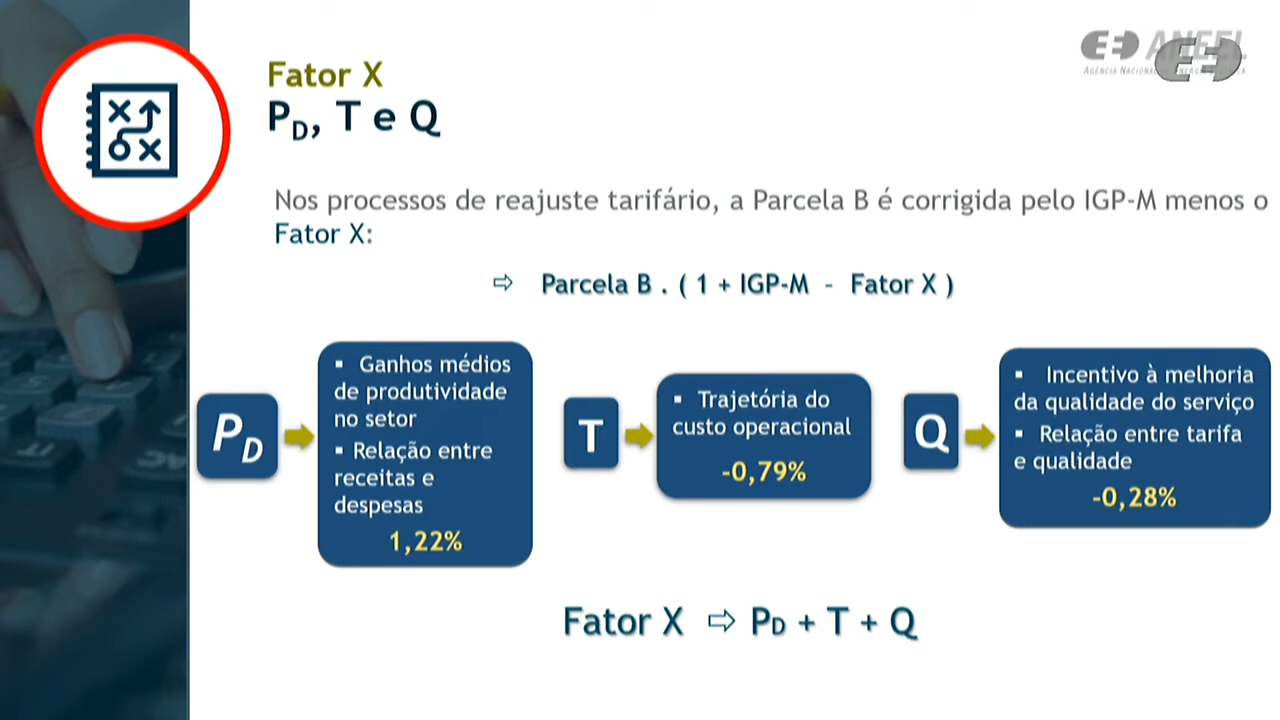 Fator X
PD, T e Q
ANEEL
AGÊNCIA NACIONAL
Nos processos de reajuste tarifário, a Parcela B é corrigida pelo IGP-M menos o
Fator X:
⇨ Parcela B . ( 1 + IGP-M - Fator X )
PD
▪ Ganhos médios
de produtividade
no setor
▪ Relação entre
receitas e
despesas
1,22%
T
▪ Trajetória do
custo operacional
-0,79%
Q
▪ Incentivo à melhoria
da qualidade do serviço
▪ Relação entre tarifa
e qualidade
-0,28%
Fator X ⇨ PD + T + Q